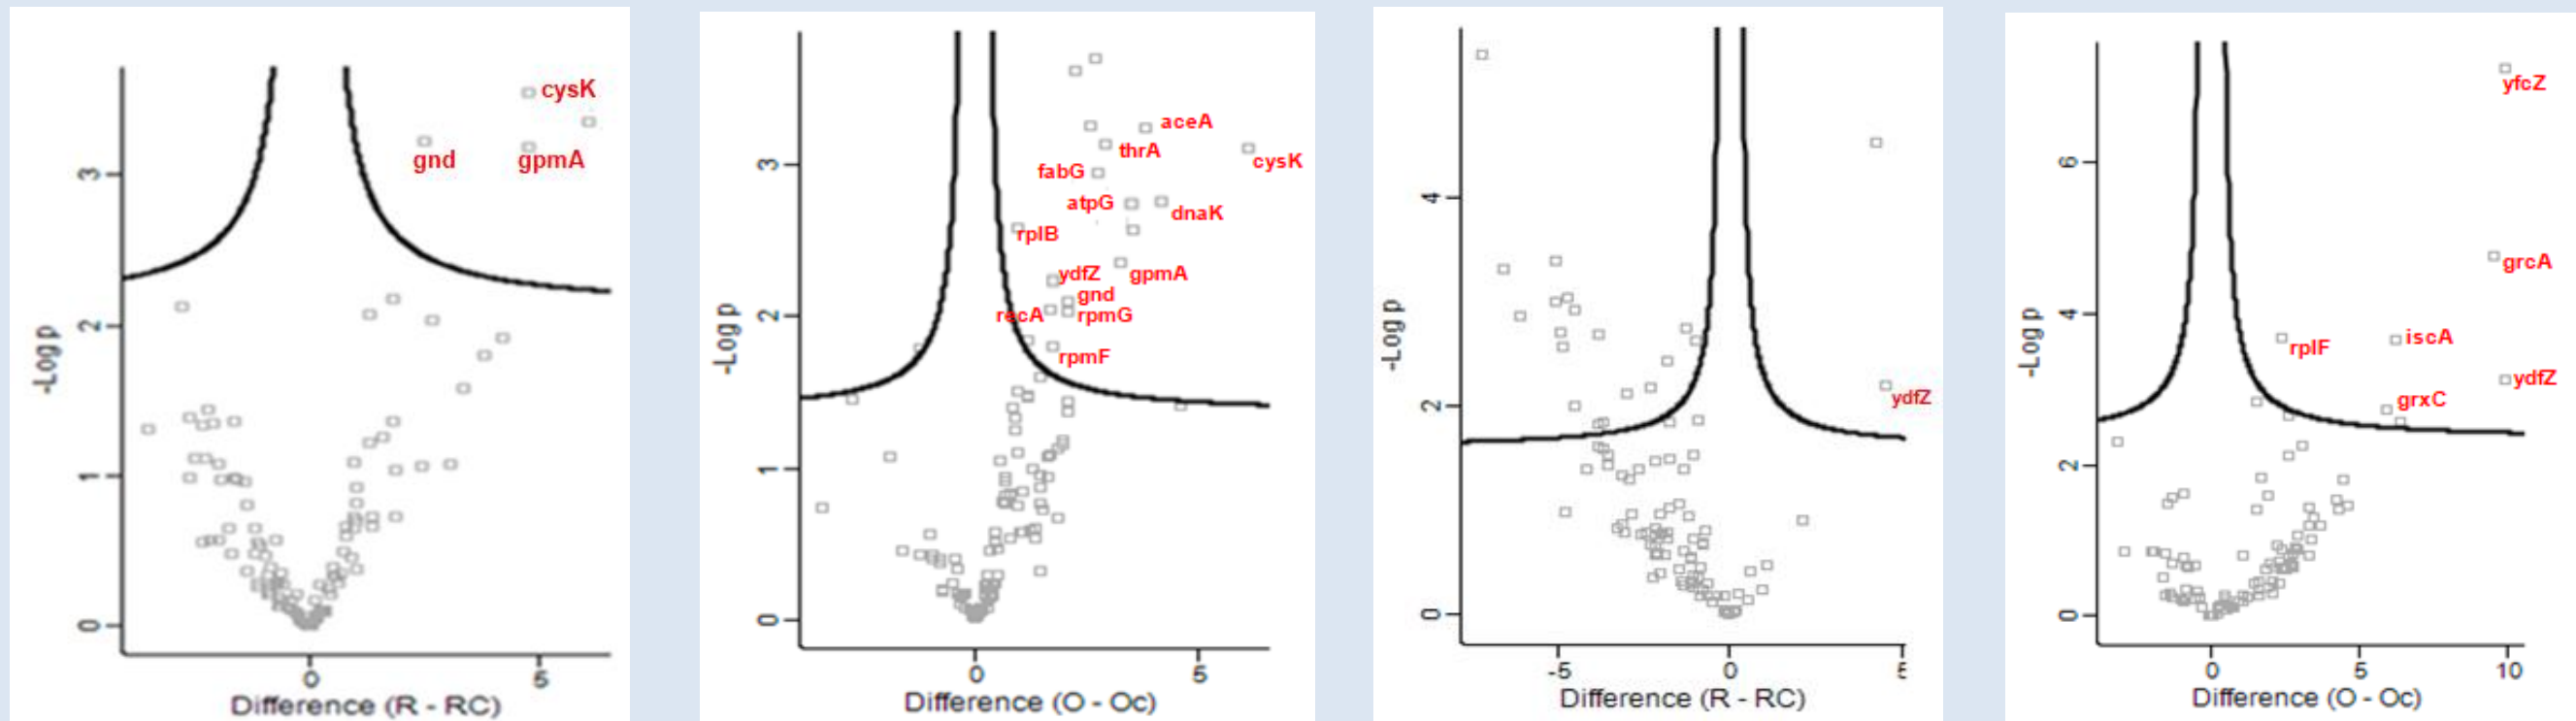 cysK
gnd
gpmA
3
2
1
0
-Log p
0
5
Difference (R - RC)
aceA
thrA
cysK
fabG
atpG
dnaK
rplB
ydfZ
gpmA
gnd
recA
rpmG
rpmF
3
2
1
0
-Log p
0
5
Difference (O - Oc)
4
2
0
-Log p
ydfZ
-5
0
5
Difference (R - RC)
yfcZ
grcA
iscA
rplF
ydfZ
grxC
6
4
2
0
-Log p
0
5
10
Difference (O - Oc)